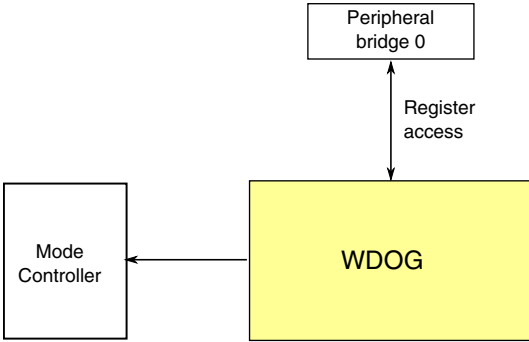 Peripheral
bridge 0
Register
access
Mode
Controller
WDOG